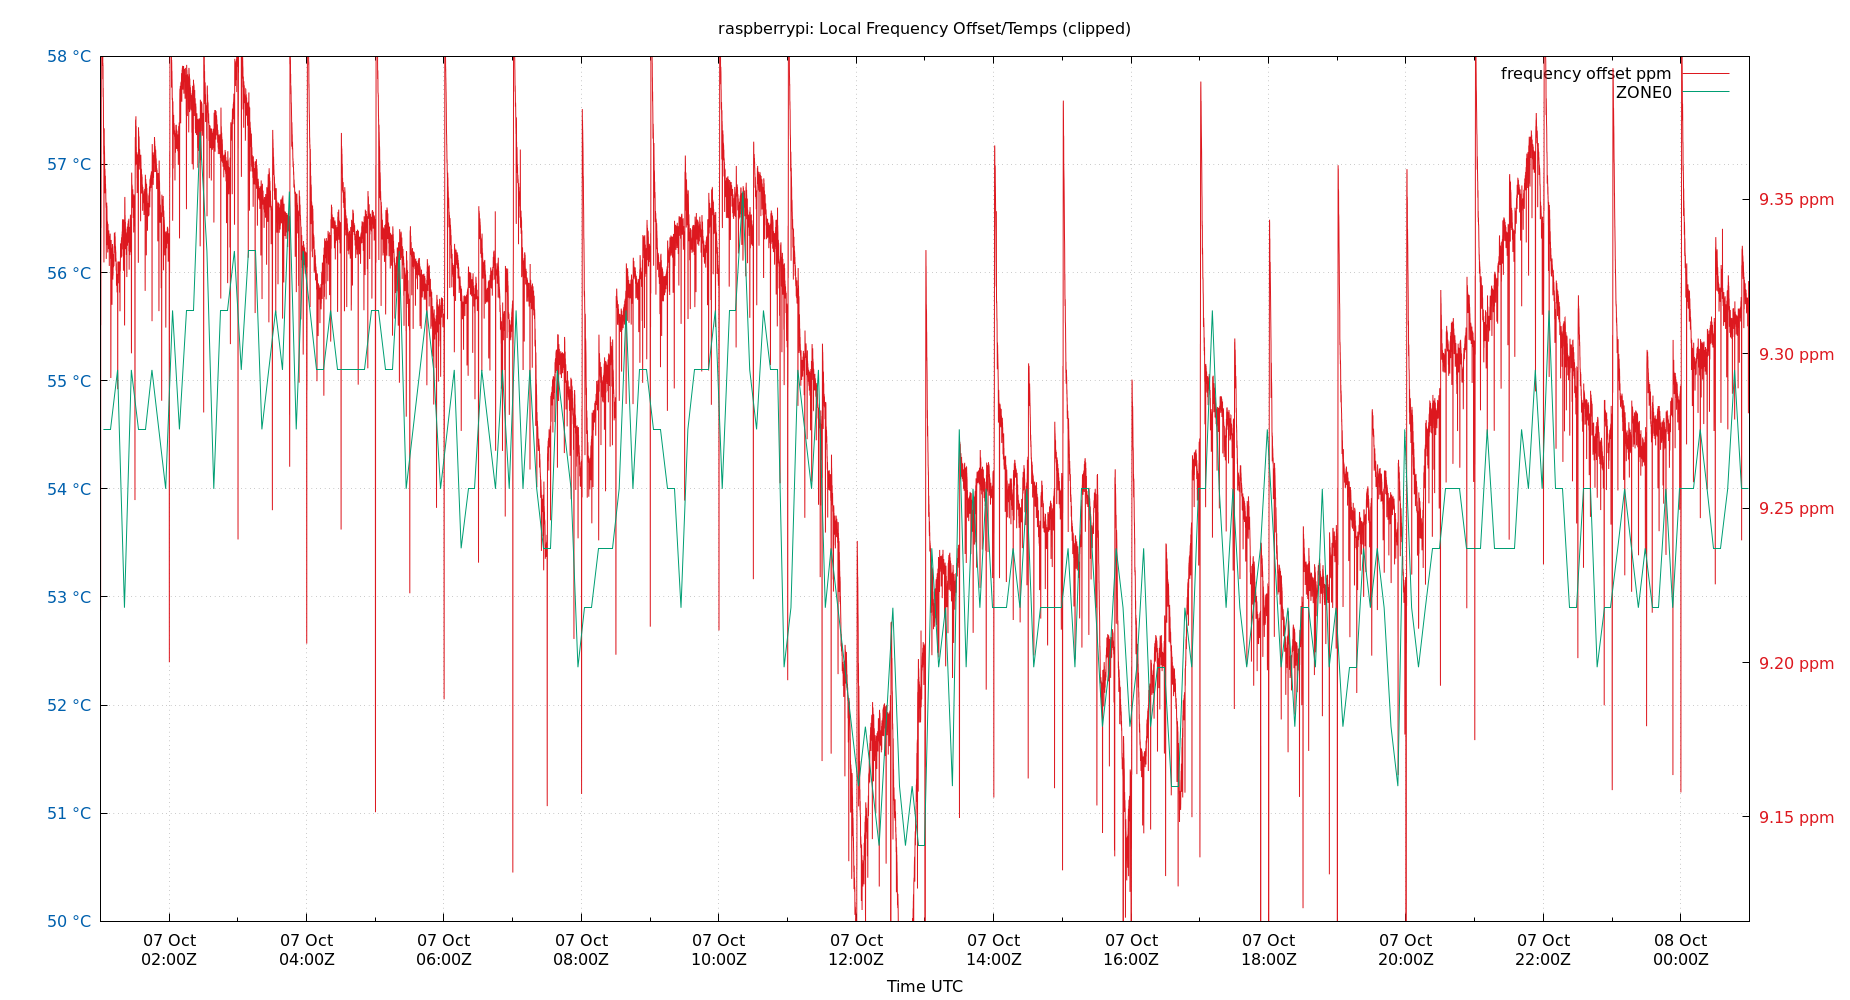 raspberrypi: Local Frequency Offset/Temps (clipped)
58 °C
57 °C
56 °C
55 °C
54 °C
53 °C
52 °C
51 °C
50 °C
frequency offset ppm
ZONE0
9.35 ppm
9.30 ppm
9.25 ppm
9.20 ppm
9.15 ppm
07 Oct 07 Oct 07 Oct 07 Oct 07 Oct 07 Oct 07 Oct 07 Oct 07 Oct 07 Oct 07 Oct 08 Oct
02:00Z 04:00Z 06:00Z 08:00Z 10:00Z 12:00Z 14:00Z 16:00Z 18:00Z 20:00Z 22:00Z 00:00Z
Time UTC